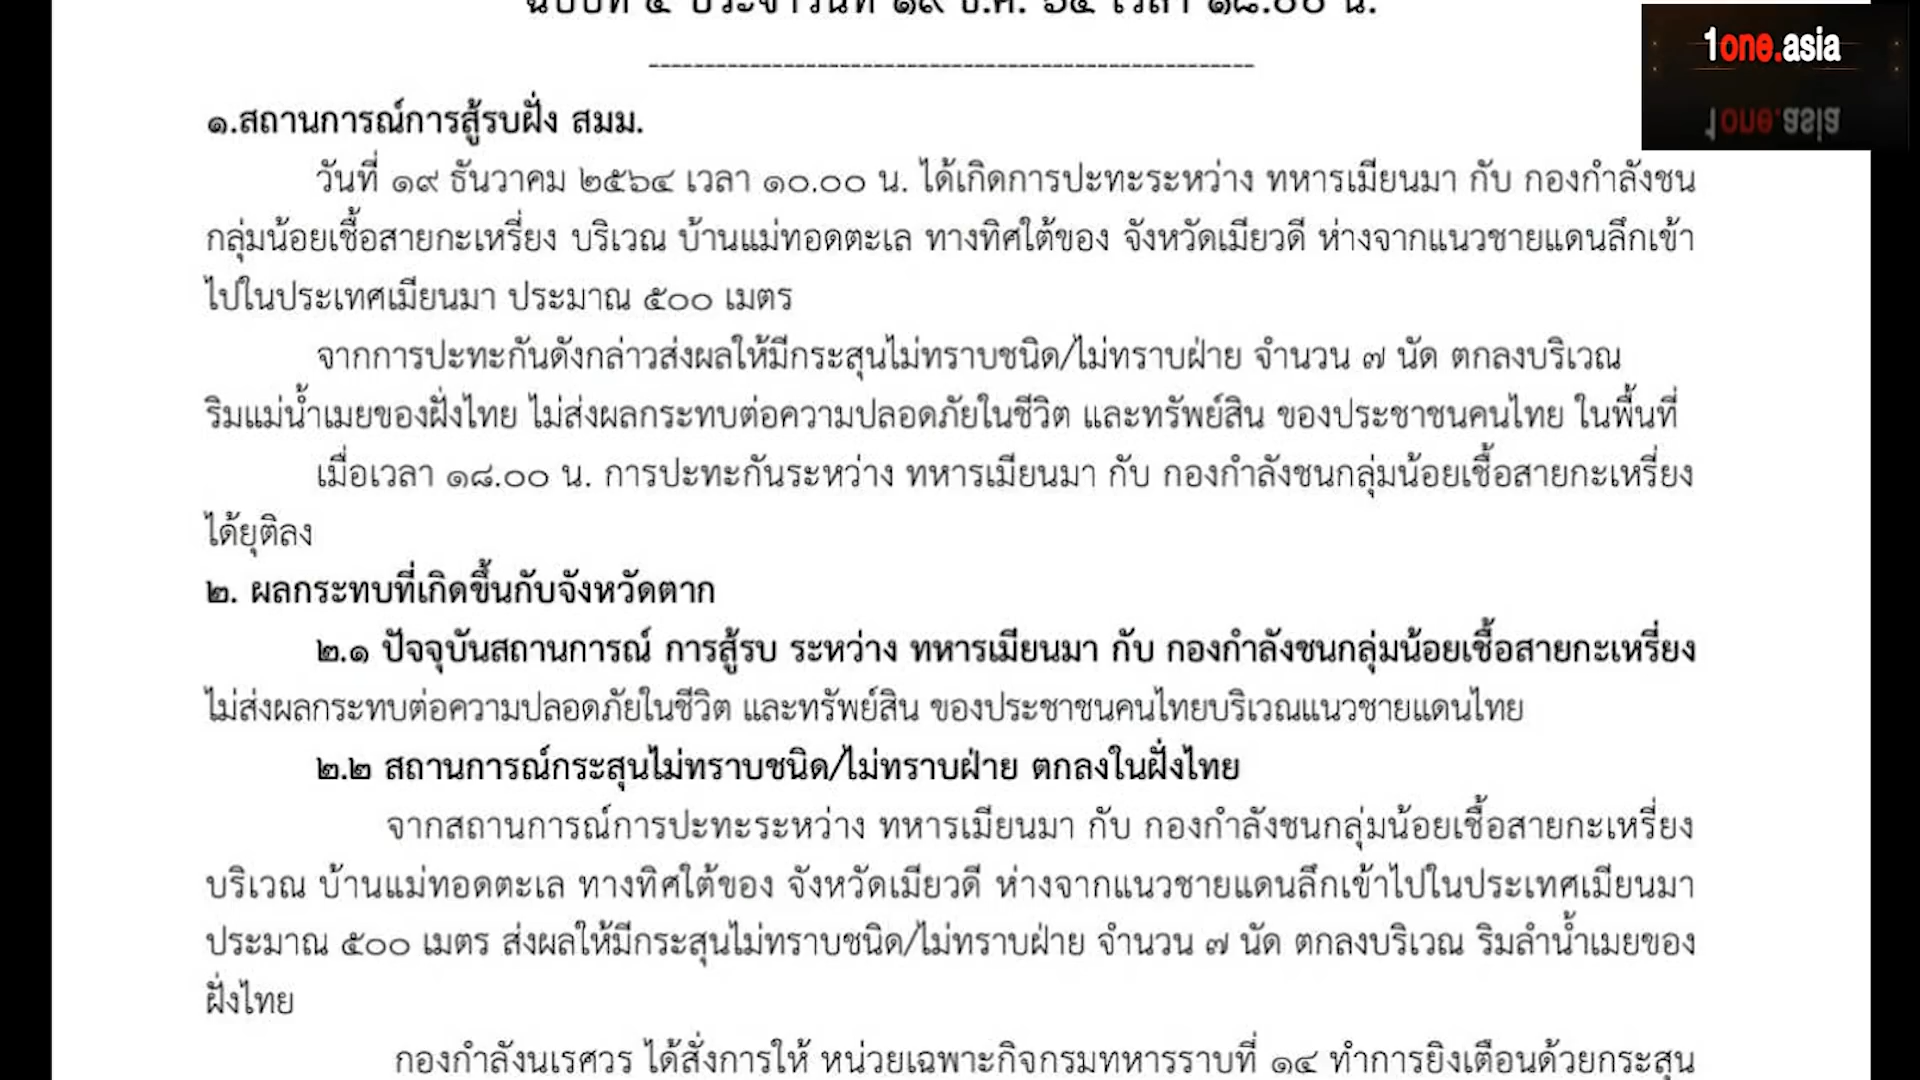 ฉบับที่ ๕ ประจำวันที่ ๑๙ ธ.ค. ๖๔ เวลา ๑๘.๐๐ น.
1one.asia
๑.สถานการณ์การสู้รบฝั่ง สมม.
วันที่ ๑๙ ธันวาคม ๒๕๖๔ เวลา ๑๐.๐๐ น. ได้เกิดการปะทะระหว่าง ทหารเมียนมา กับ กองกำลังชน
กลุ่มน้อยเชื้อสายกะเหรี่ยง บริเวณ บ้านแม่ทอดตะเล ทางทิศใต้ของ จังหวัดเมียวดี ห่างจากแนวชายแดนลึกเข้า
ไปในประเทศเมียนมา ประมาณ ๕๐๐ เมตร
จากการปะทะกันดังกล่าวส่งผลให้มีกระสุนไม่ทราบชนิด/ไม่ทราบฝ่าย จำนวน ๗ นัด ตกลงบริเวณ
ริมแม่น้ำเมยของฝั่งไทย ไม่ส่งผลกระทบต่อความปลอดภัยในชีวิต และทรัพย์สิน ของประชาชนคนไทย ในพื้นที่
เมื่อเวลา ๑๘.๐๐ น. การปะทะกันระหว่าง ทหารเมียนมา กับ กองกำลังชนกลุ่มน้อยเชื้อสายกะเหรี่ยง
ได้ยุติลง
๒. ผลกระทบที่เกิดขึ้นกับจังหวัดตาก
๒.๑ ปัจจุบันสถานการณ์ การสู้รบ ระหว่าง ทหารเมียนมา กับ กองกำลังชนกลุ่มน้อยเชื้อสายกะเหรี่ยง
ไม่ส่งผลกระทบต่อความปลอดภัยในชีวิต และทรัพย์สิน ของประชาชนคนไทยบริเวณแนวชายแดนไทย
๒.๒ สถานการณ์กระสุนไม่ทราบชนิด/ไม่ทราบฝ่าย ตกลงในฝั่งไทย
จากสถานการณ์การปะทะระหว่าง ทหารเมียนมา กับ กองกำลังชนกลุ่มน้อยเชื้อสายกะเหรี่ยง
บริเวณ บ้านแม่ทอดตะเล ทางทิศใต้ของ จังหวัดเมียวดี ห่างจากแนวชายแดนลึกเข้าไปในประเทศเมียนมา
ประมาณ ๕๐๐ เมตร ส่งผลให้มีกระสุนไม่ทราบชนิด/ไม่ทราบฝ่าย จำนวน ๗ นัด ตกลงบริเวณ ริมลำน้ำเมยของ
ฝั่งไทย
กองกำลังนเรศวร ได้สั่งการให้ หน่วยเฉพาะกิจกรมทหารราบที่ ๑๔ ทำการยิงเตือนด้วยกระสุน